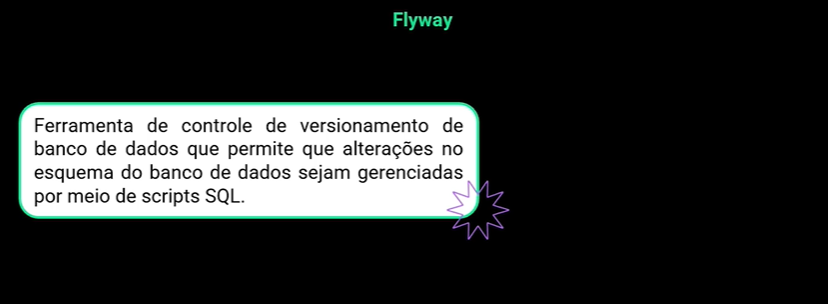 Flyway
Ferramenta de controle de versionamento de
banco de dados que permite que alterações no
esquema do banco de dados sejam gerenciadas
por meio de scripts SQL.